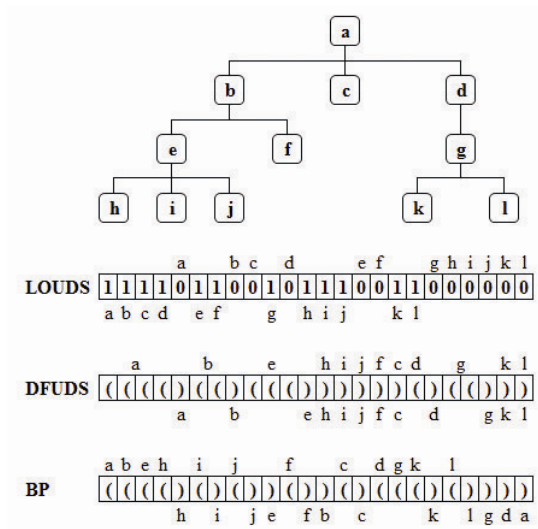 a
b c d
e f g
h i j k l
a b c d e f g h i j k l
LOUDS 1 1 1 1 0 1 1 0 0 1 0 1 1 1 0 0 1 1 0 0 0 0 0 0
a b c d e f g h i j k l
a b e h i j f c d g k l
DFUDS ( ( ( ( ) ( ( ) ( ( ( ) ) ) ) ) ) ( ) ( ( ) ) )
a b e h i j f c d g k l
a b e h i j f c d g k l
BP ( ( ( ( ) ( ) ( ) ) ( ) ) ( ) ( ( ( ) ( ) ) ) )
h i j e f b c k l g d a